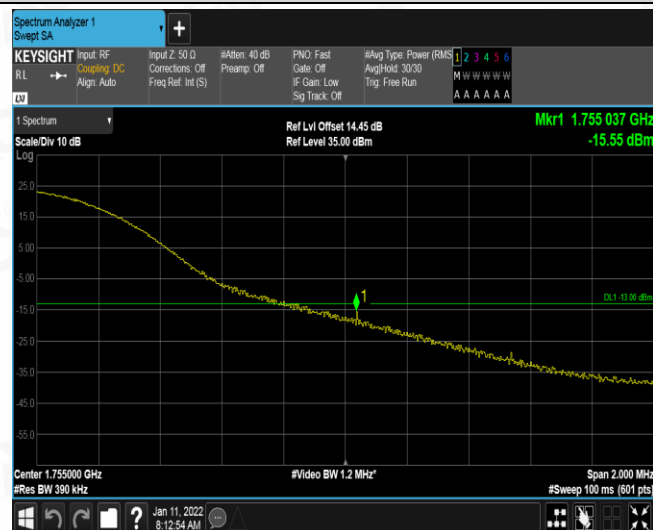 Spectrum Analyzer 1
Swept SA
+
KEYSIGHT Input: RF Input Z: 50 Ω #Atten: 40 dB PNO: Fast #Avg Type: Power (RMS 1 2 3 4 5 6
RL Coupling: DC Corrections: Off Preamp: Off Gate: Off Avg|Hold: 30/30 M W W W W W
Align: Auto Freq Ref: Int (S) IF Gain: Low Trig: Free Run
Sig Track: Off A A A A A A
LXI
1 Spectrum Ref Lvl Offset 14.45 dB Mkr1 1.755 037 GHz
Scale/Div 10 dB Ref Level 35.00 dBm -15.55 dBm
Log
25.0
15.0
5.00
-5.00
1
DL1 -13.00 dBm
-15.0
-25.0
-35.0
-45.0
-55.0
Center 1.755000 GHz #Video BW 1.2 MHz* Span 2.000 MHz
#Res BW 390 kHz #Sweep 100 ms (601 pts)
? Jan 11, 2022
8:12:54 AM